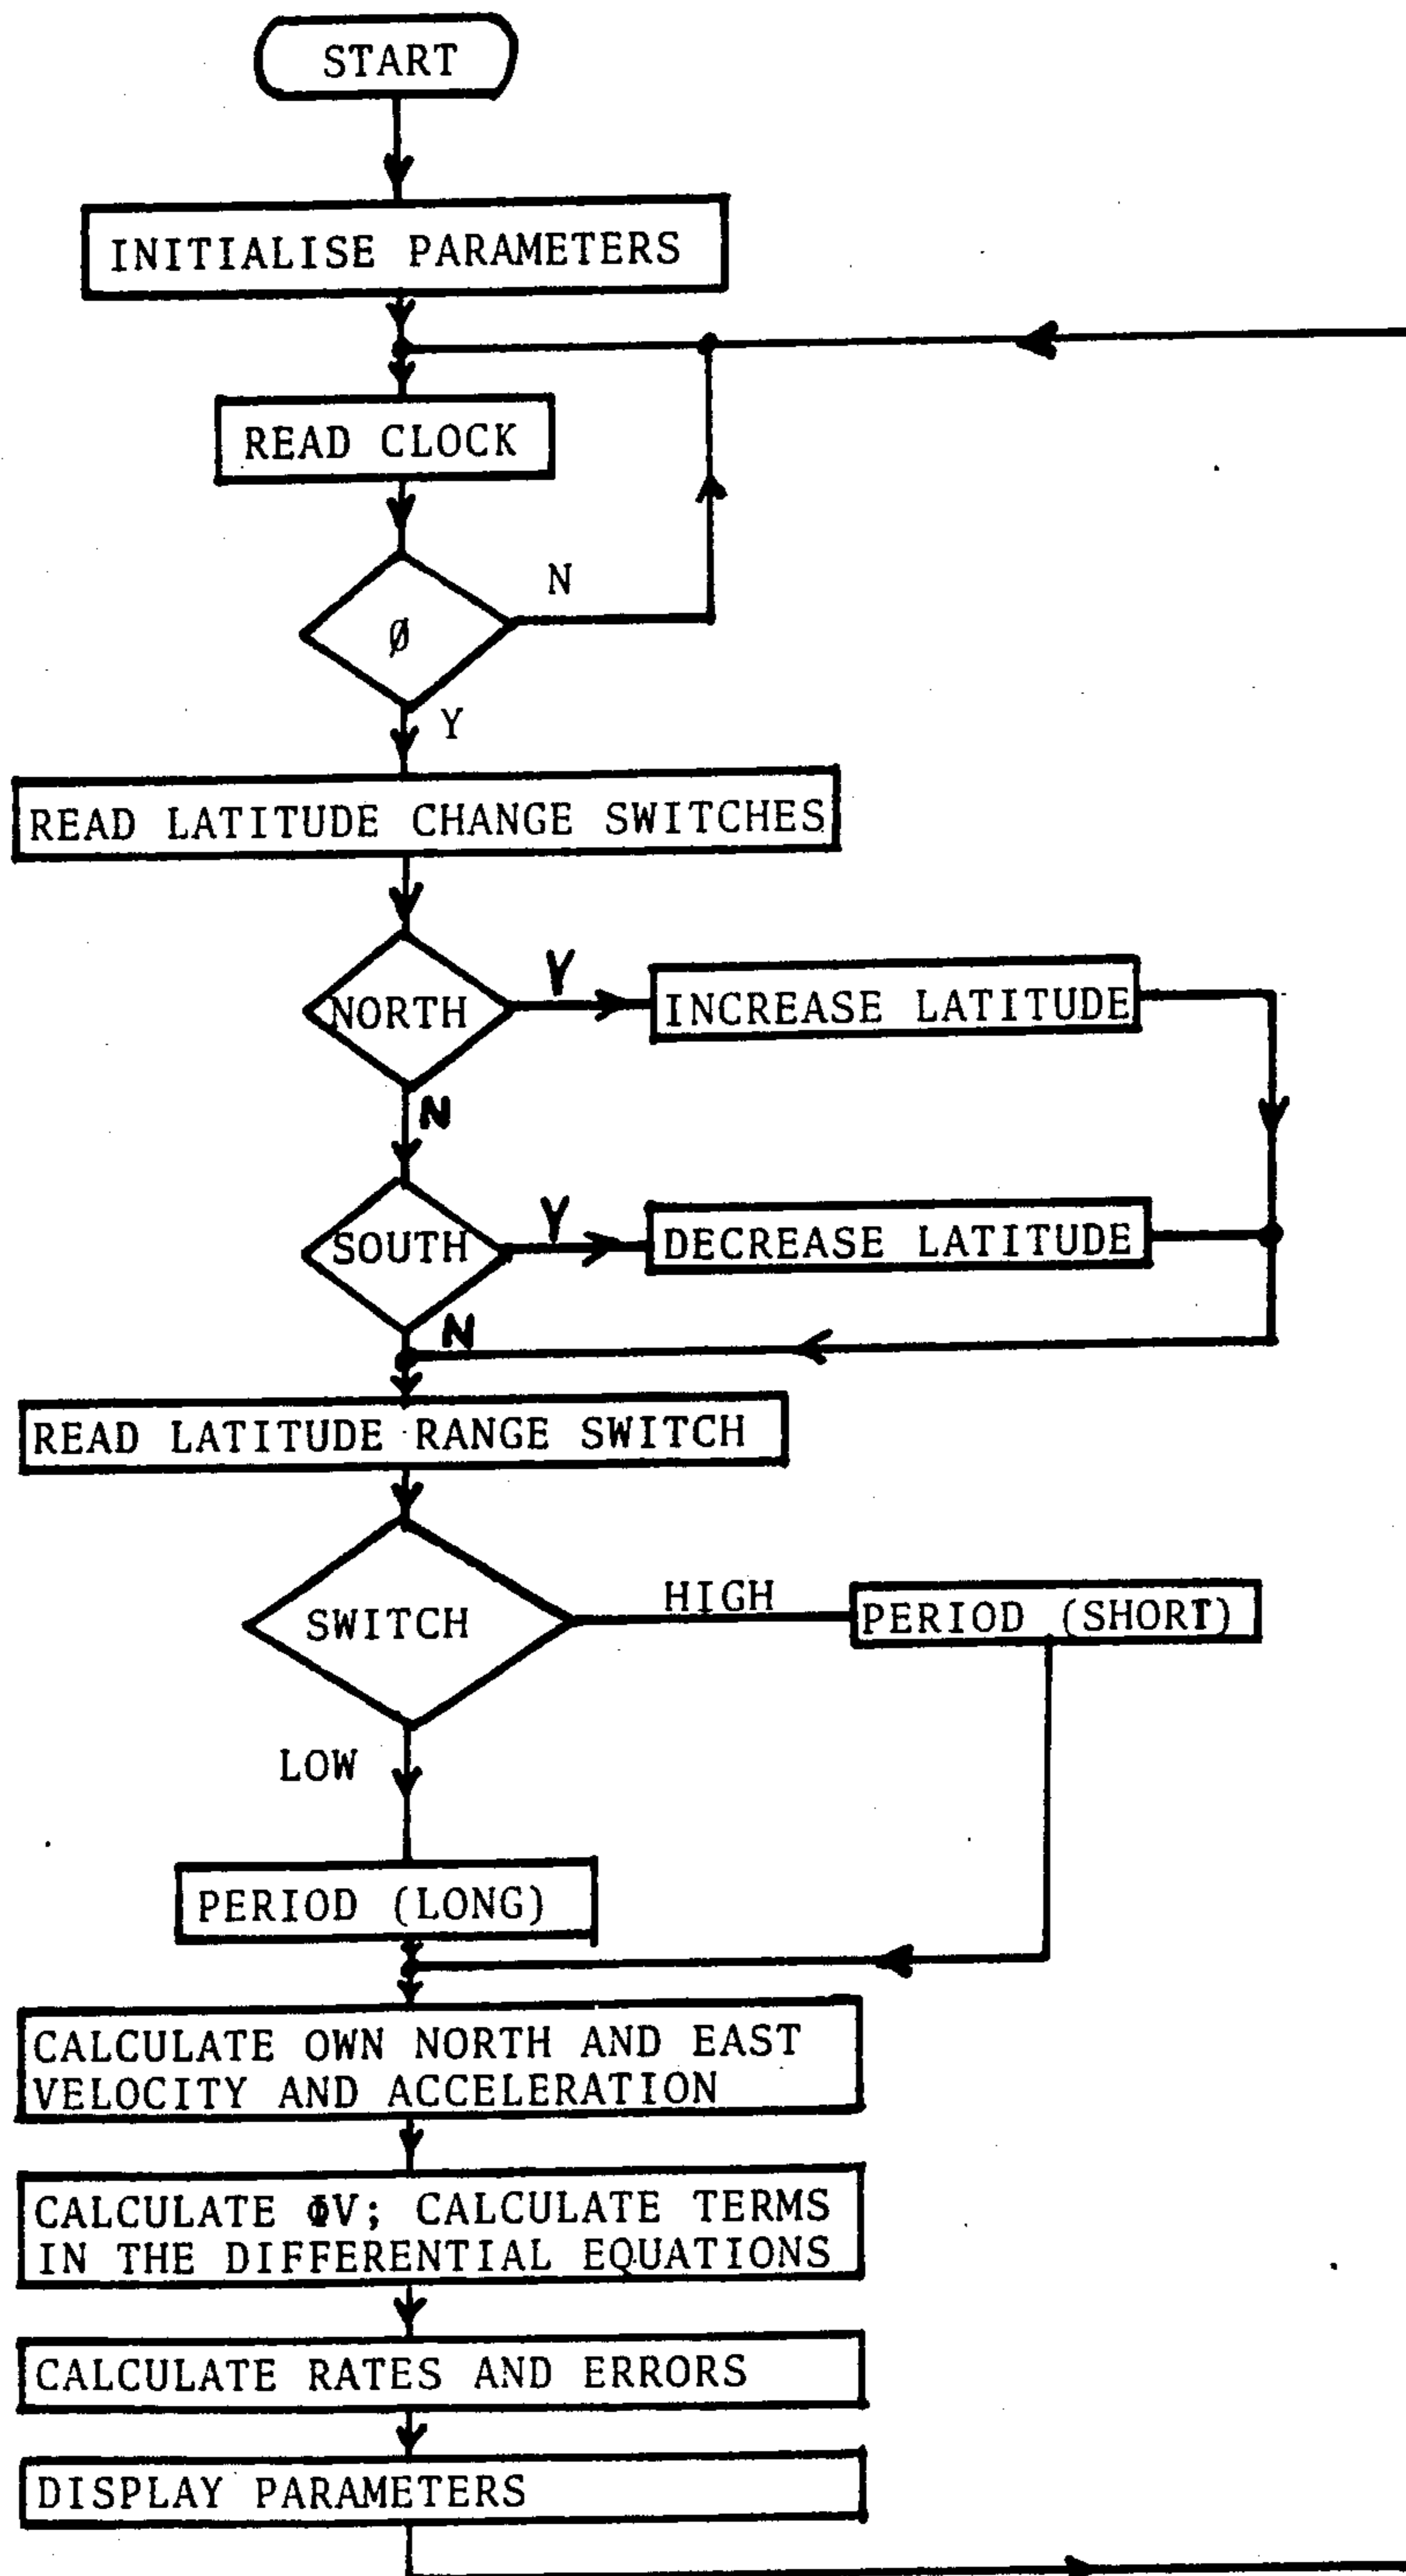 START
INITIALISE PARAMETERS
READ CLOCK
N
Ø
Y
READ LATITUDE CHANGE SWITCHES
NORTH
Y
INCREASE LATITUDE
N
SOUTH
Y
DECREASE LATITUDE
N
READ LATITUDE RANGE SWITCH
SWITCH
HIGH
PERIOD (SHORT)
LOW
PERIOD (LONG)
CALCULATE OWN NORTH AND EAST
VELOCITY AND ACCELERATION
CALCULATE ΦV; CALCULATE TERMS
IN THE DIFFERENTIAL EQUATIONS
CALCULATE RATES AND ERRORS
DISPLAY PARAMETERS